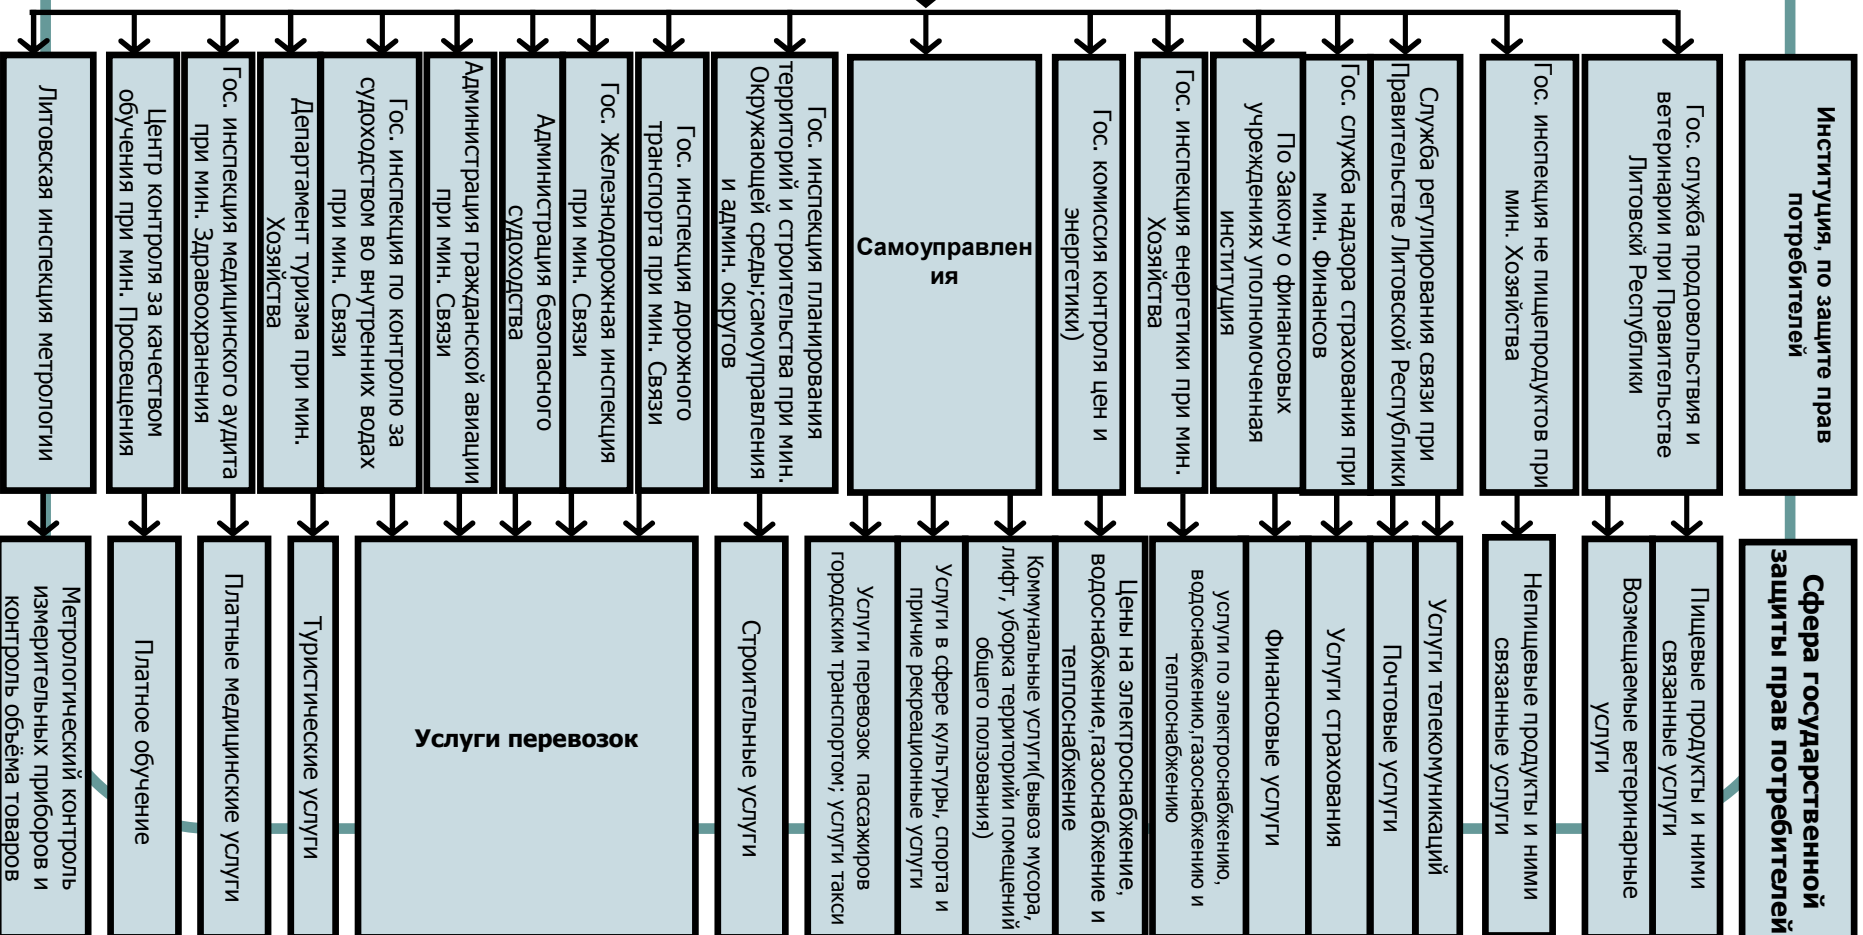 Литовская инспекция метрологии
Центр контроля за качеством
обучения при мин. Просвещения
Гос. инспекция медицинского аудита
при мин. Здравоохранения
Департамент туризма при мин.
Хозяйства
Гос. инспекция по контролю за
судоходством во внутренних водах
при мин. Связи
Администрация гражданской авиации
при мин. Связи
Администрация безопасного
судоходства
Гос. Железнодорожная инспекция
при мин. Связи
Гос. инспекция дорожного
транспорта при мин. Связи
Гос. инспекция планирования
территорий и строительства при мин.
Окружающей среды;самоуправления
и админ. округов
Самоуправлен
ия
Гос. комиссия контроля цен и
энергетики)
Гос. инспекция енергетики при мин.
Хозяйства
По Закону о финансовых
учреждениях уполномоченная
институция
Гос. служба надзора страхования при
мин. Финансов
Служба регулирования связи при
Правительстве Литовской Республики
Гос. инспекция не пищепродуктов при
мин. Хозяйства
Гос. служба продовольствия и
ветеринарии при Правительстве
Литовскй Республики
Институция, по защите прав
потребителей
Метрологический контроль
измерительных приборов и
контроль объёма товаров
Платное обучение
Платные медицинские услуги
Туристические услуги
Услуги перевозок
Строительные услуги
Услуги перевозок пассажиров
городским транспортом; услуги такси
Услуги в сфере культуры, спорта и
причие рекреационные услуги
Коммунальные услуги(вывоз мусора,
лифт, уборка территорийи помещений
общего ползования)
Цены на электроснабжение,
водоснабжение,газоснабжение и
теплоснабжение
услуги по электроснабжению,
водоснабжению,газоснабжению и
теплоснабжению
Финансовые услуги
Услуги страхования
Почтовые услуги
Услуги телекомуникаций
Непищевые продукты и ними
связанные услуги
Возмещаемые ветеринарные
услуги
Пищевые продукты и ними
связанные услуги
Сфера государственной
защиты прав потребителей